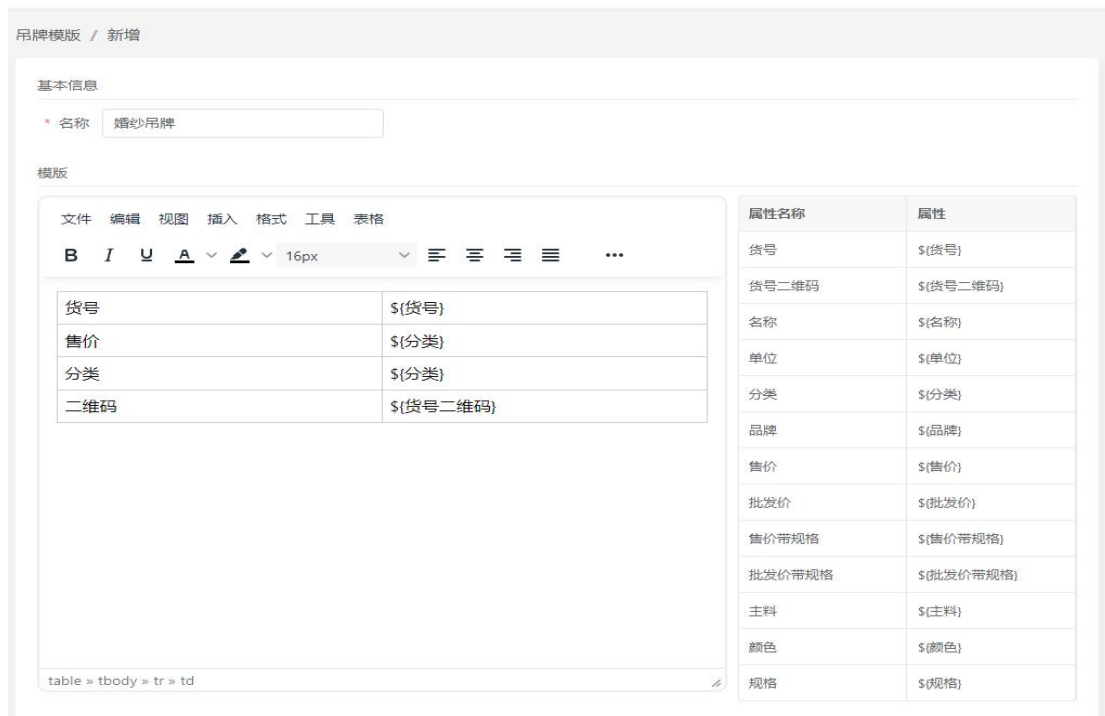 吊牌模版 / 新增
基本信息
* 名称 婚纱吊牌
模版
文件 编辑 视图 插入 格式 工具 表格
B I U A 16px ...
货号 ${货号}
售价 ${分类}
分类 ${分类}
二维码 ${货号二维码}
table » tbody » tr » td
属性名称 属性
货号 ${货号}
货号二维码 ${货号二维码}
名称 ${名称}
单位 ${单位}
分类 ${分类}
品牌 ${品牌}
售价 ${售价}
批发价 ${批发价}
售价带规格 ${售价带规格}
批发价带规格 ${批发价带规格}
主料 ${主料}
颜色 ${颜色}
规格 ${规格}